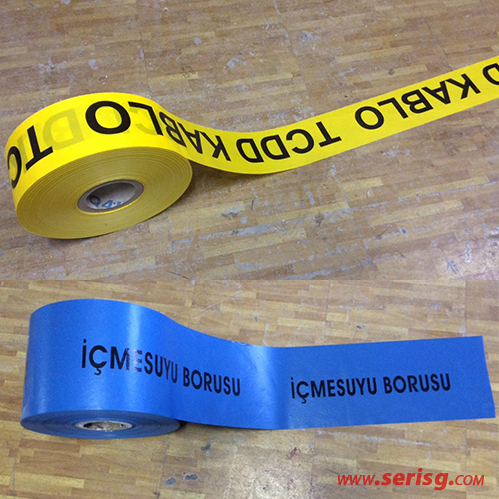 TCDD KABLO TCDD KABLO
İÇMESUYU BORUSU İÇMESUYU BORUSU
www.serisg.com